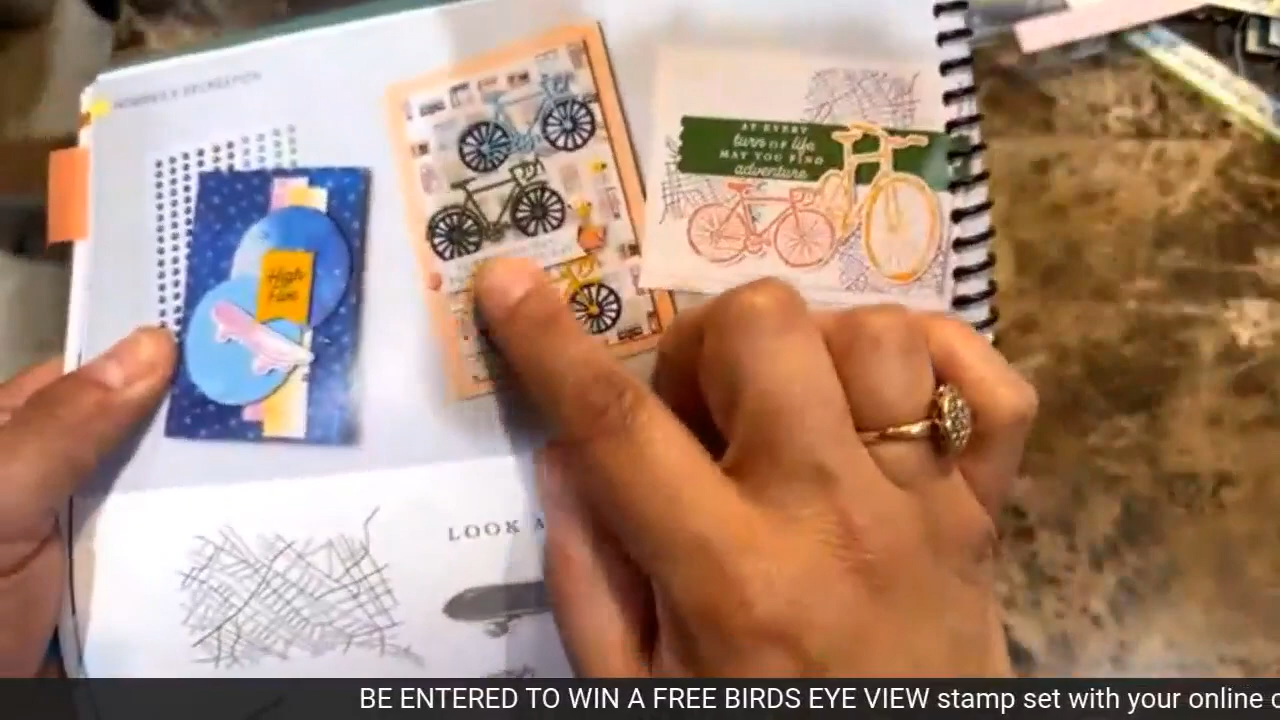 HOBBIES & RECREATION
AT EVERY
turn OF life
MAY YOU FIND
adventure
High
Five
LOOK A
BE ENTERED TO WIN A FREE BIRDS EYE VIEW stamp set with your online